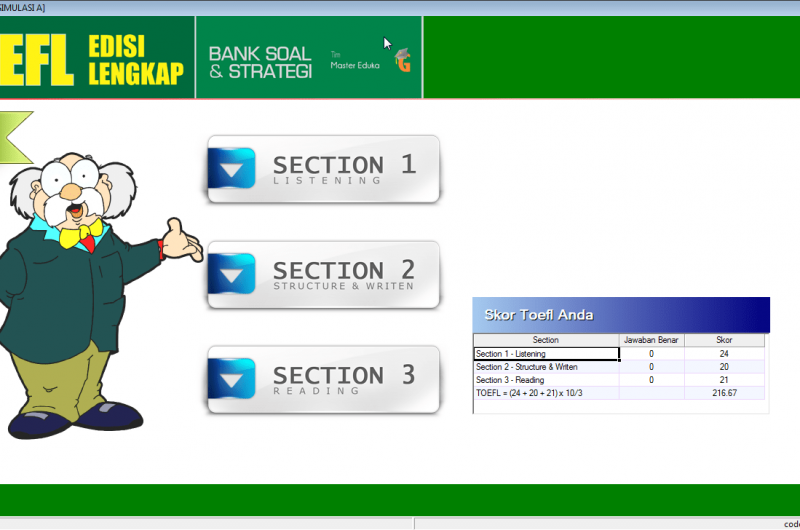 SIMULASI A]
EFL EDISI
LENGKAP
BANK SOAL
& STRATEGI
Tim
Master Eduka
SECTION 1
LISTENING
SECTION 2
STRUCTURE & WRITEN
SECTION 3
READING
Skor Toefl Anda
Section Jawaban Benar Skor
Section 1 - Listening 0 24
Section 2 - Structure & Writen 0 20
Section 3 - Reading 0 21
TOEFL = (24 + 20 + 21) x 10/3 216.67
code